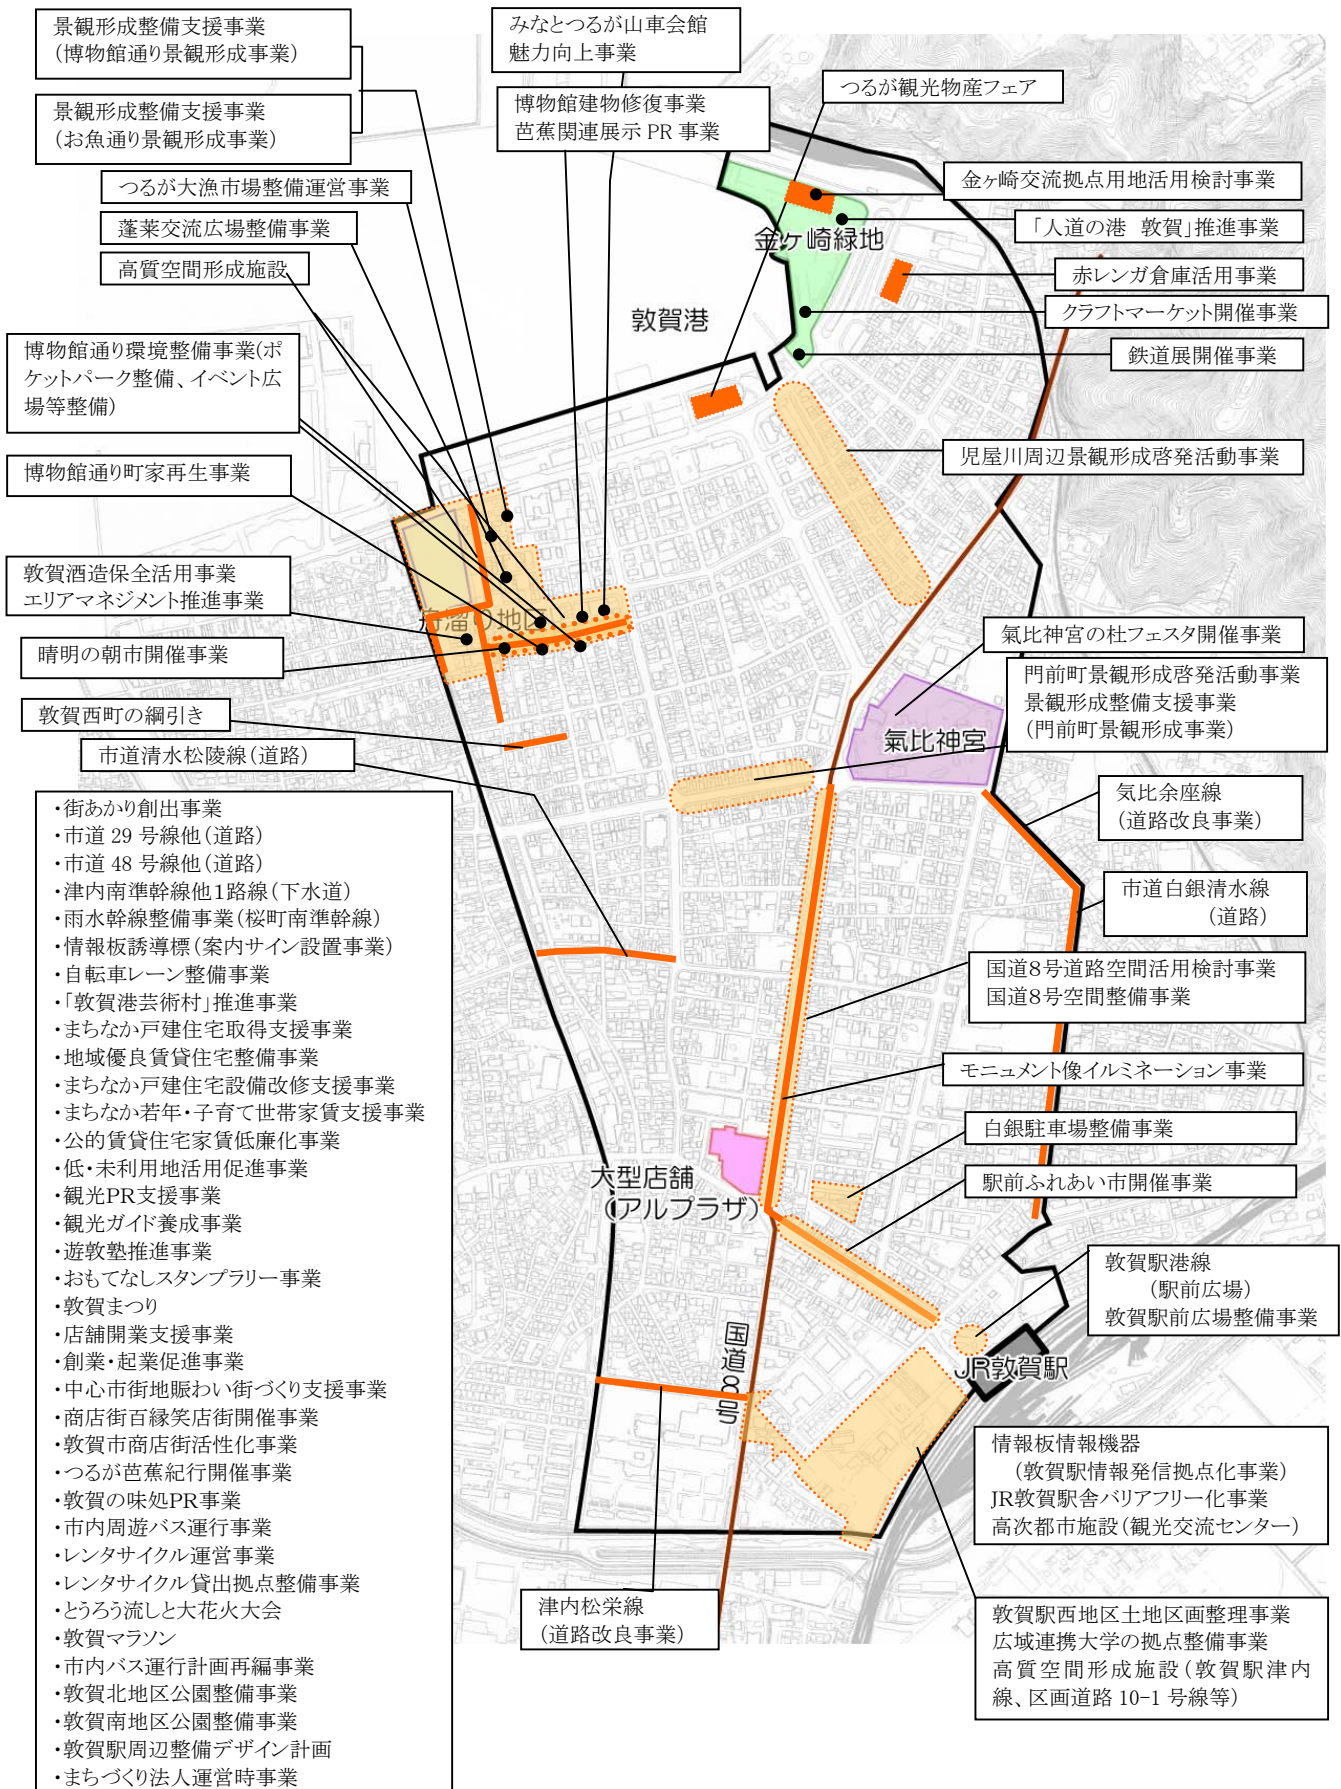 景観形成整備支援事業
(博物館通り景観形成事業)
景観形成整備支援事業
(お魚通り景観形成事業)
つるが大漁市場整備運営事業
蓬莱交流広場整備事業
高質空間形成施設
博物館通り環境整備事業(ポ
ケットパーク整備、イベント広
場等整備)
博物館通り町家再生事業
敦賀酒造保全活用事業
エリアマネジメント推進事業
晴明の朝市開催事業
敦賀西町の綱引き
市道清水松陵線(道路)
みなとつるが山車会館
魅力向上事業
博物館建物修復事業
芭蕉関連展示 PR 事業
つるが観光物産フェア
金ヶ崎交流拠点用地活用検討事業
「人道の港 敦賀」推進事業
赤レンガ倉庫活用事業
クラフトマーケット開催事業
鉄道展開催事業
児屋川周辺景観形成啓発活動事業
氣比神宮の杜フェスタ開催事業
門前町景観形成啓発活動事業
景観形成整備支援事業
(門前町景観形成事業)
気比余座線
(道路改良事業)
市道白銀清水線
(道路)
国道8号道路空間活用検討事業
国道8号空間整備事業
モニュメント像イルミネーション事業
白銀駐車場整備事業
駅前ふれあい市開催事業
敦賀駅港線
(駅前広場)
敦賀駅前広場整備事業
情報板情報機器
(敦賀駅情報発信拠点化事業)
JR敦賀駅舎バリアフリー化事業
高次都市施設(観光交流センター)
敦賀駅西地区土地区画整理事業
広域連携大学の拠点整備事業
高質空間形成施設(敦賀駅津内
線、区画道路 10-1 号線等)
津内松栄線
(道路改良事業)
金ヶ崎緑地
敦賀港
舟溜り地区
氣比神宮
大型店舗
(アルプラザ)
国道8号
JR敦賀駅
・街あかり創出事業
・市道 29 号線他(道路)
・市道 48 号線他(道路)
・津内南準幹線他1路線(下水道)
・雨水幹線整備事業(桜町南準幹線)
・情報板誘導標(案内サイン設置事業)
・自転車レーン整備事業
・「敦賀港芸術村」推進事業
・まちなか戸建住宅取得支援事業
・地域優良賃貸住宅整備事業
・まちなか戸建住宅設備改修支援事業
・まちなか若年・子育て世帯家賃支援事業
・公的賃貸住宅家賃低廉化事業
・低・未利用地活用促進事業
・観光PR支援事業
・観光ガイド養成事業
・遊敦塾推進事業
・おもてなしスタンプラリー事業
・敦賀まつり
・店舗開業支援事業
・創業・起業促進事業
・中心市街地賑わい街づくり支援事業
・商店街百縁笑店街開催事業
・敦賀市商店街活性化事業
・つるが芭蕉紀行開催事業
・敦賀の味処PR事業
・市内周遊バス運行事業
・レンタサイクル運営事業
・レンタサイクル貸出拠点整備事業
・とうろう流しと大花火大会
・敦賀マラソン
・市内バス運行計画再編事業
・敦賀北地区公園整備事業
・敦賀南地区公園整備事業
・敦賀駅周辺整備デザイン計画
・まちづくり法人運営時事業